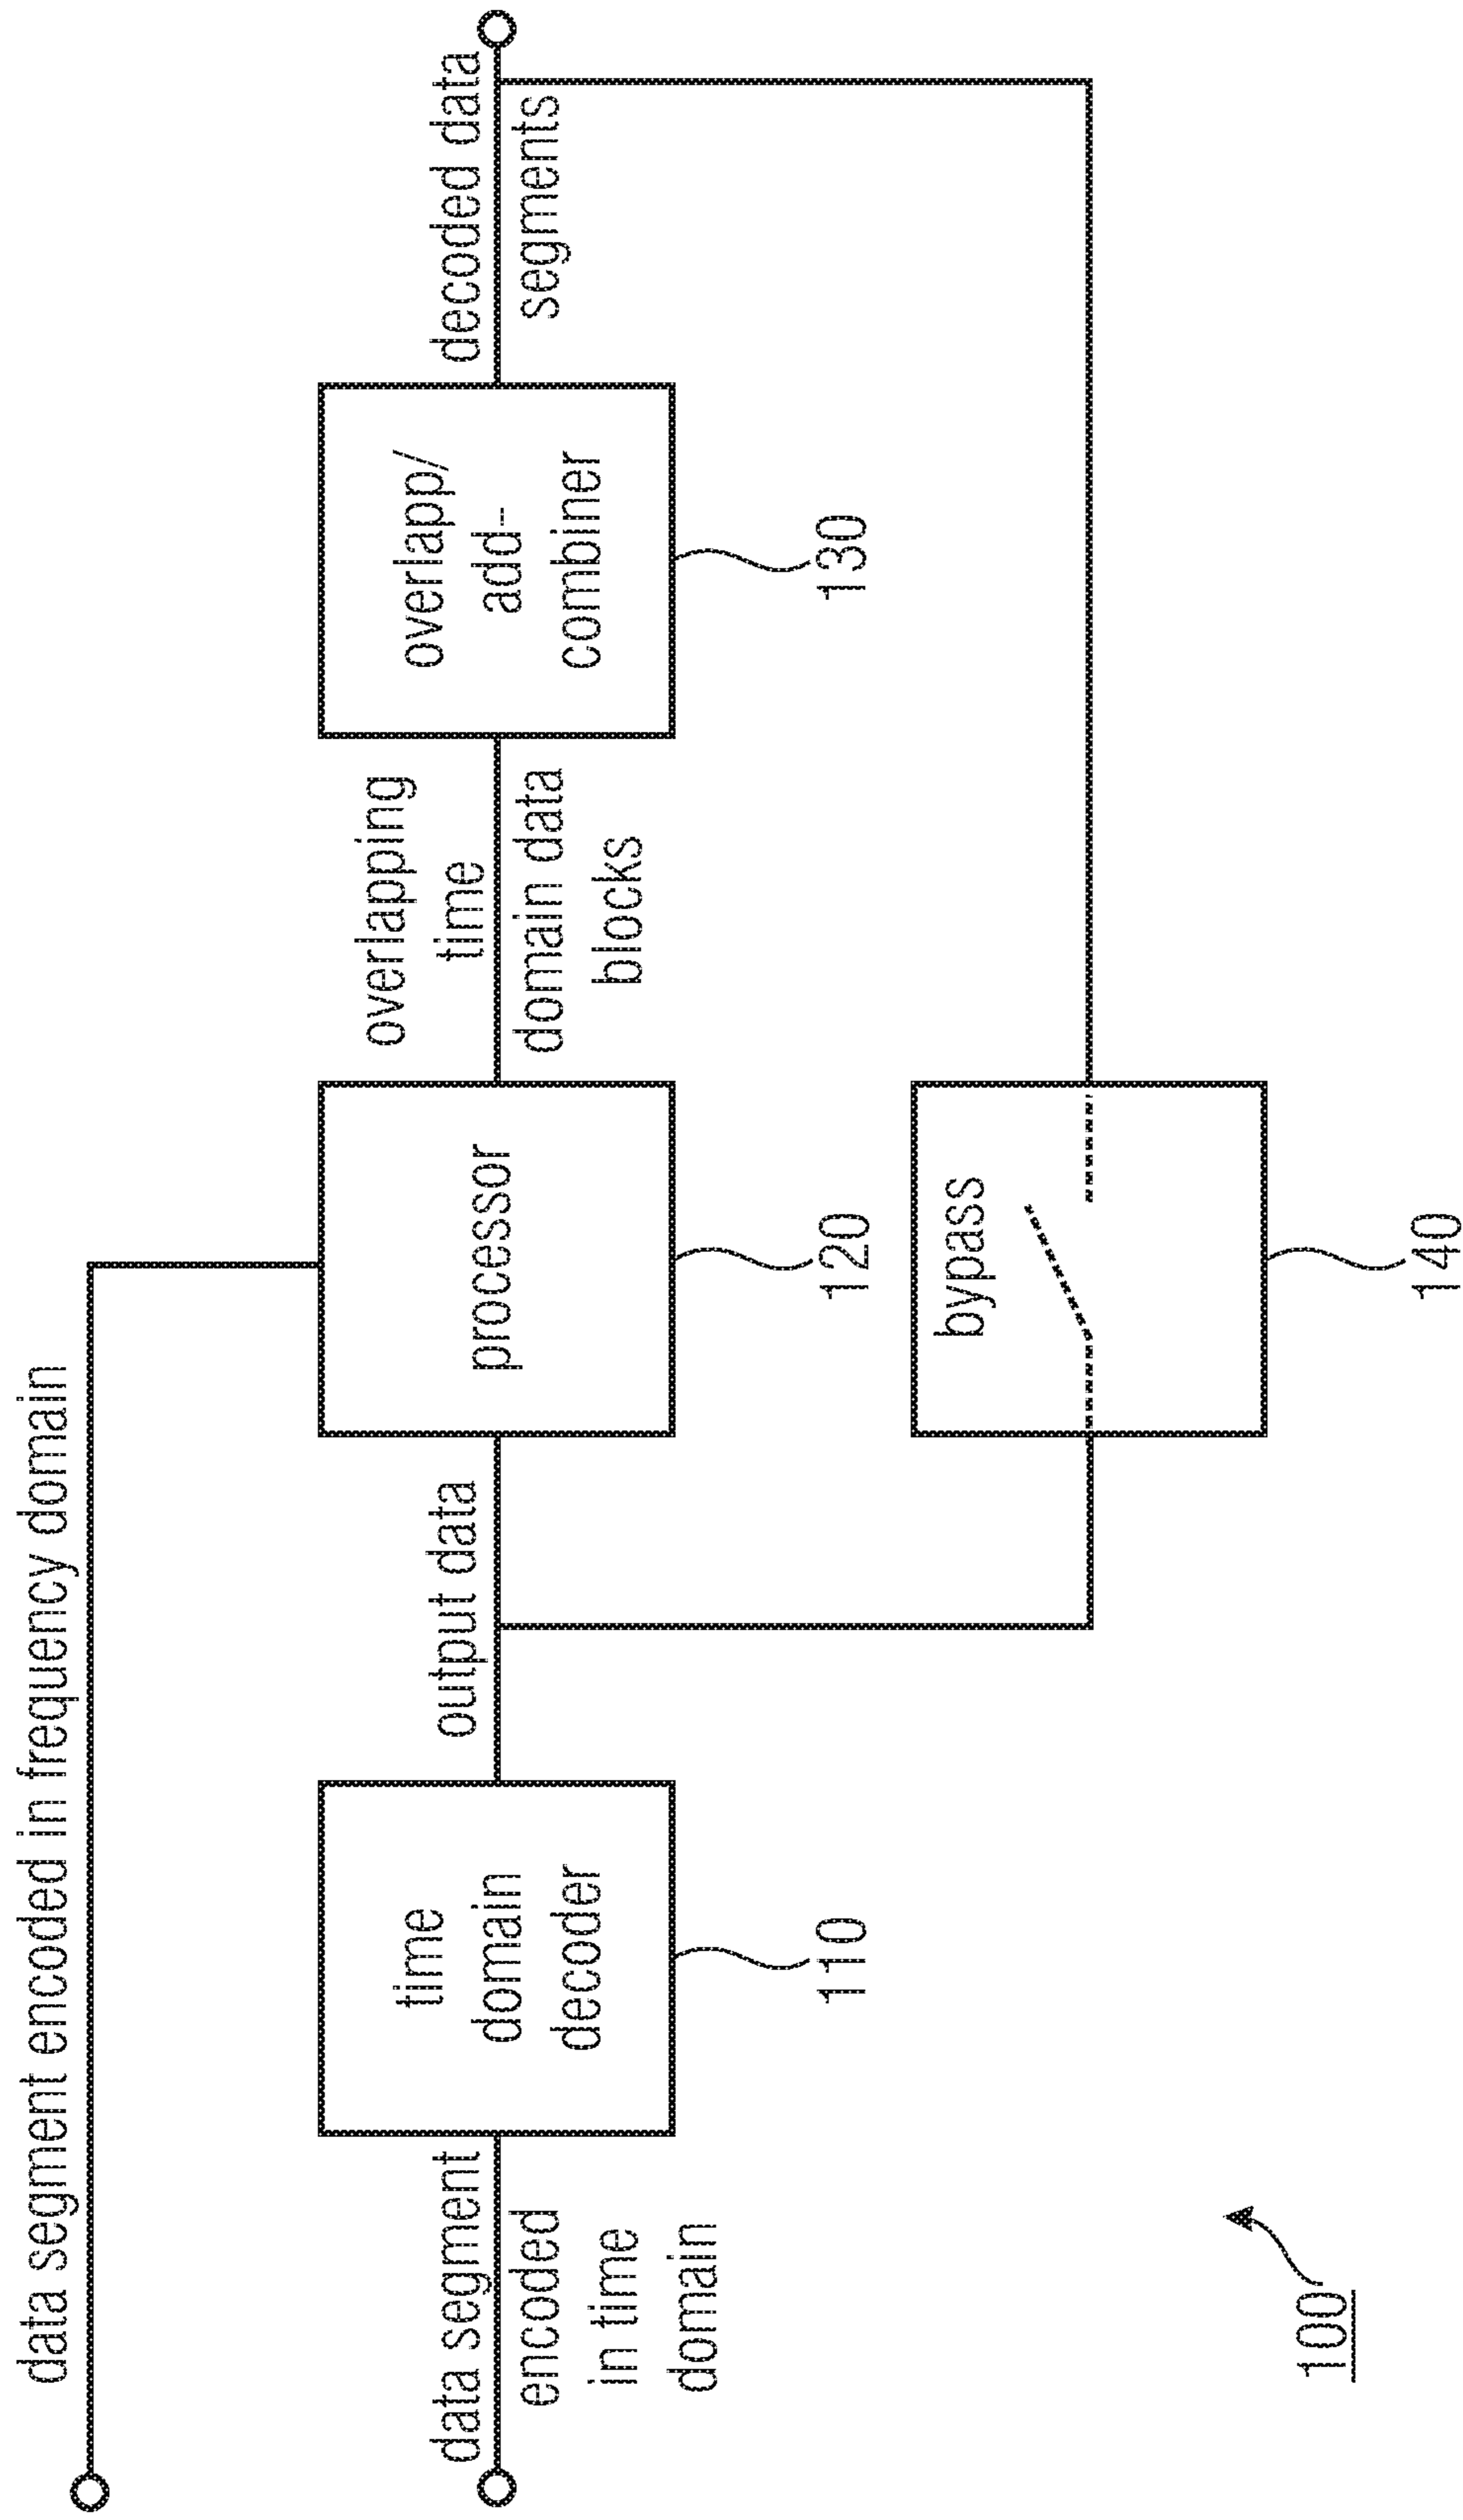 data segment encoded in frequency domain
data segment
encoded
in time
domain
time
domain
decoder
110
output data
processor
120
overlapping
time
domain data
blocks
overlapp/
add-
combiner
130
decoded data
segments
bypass
140
100